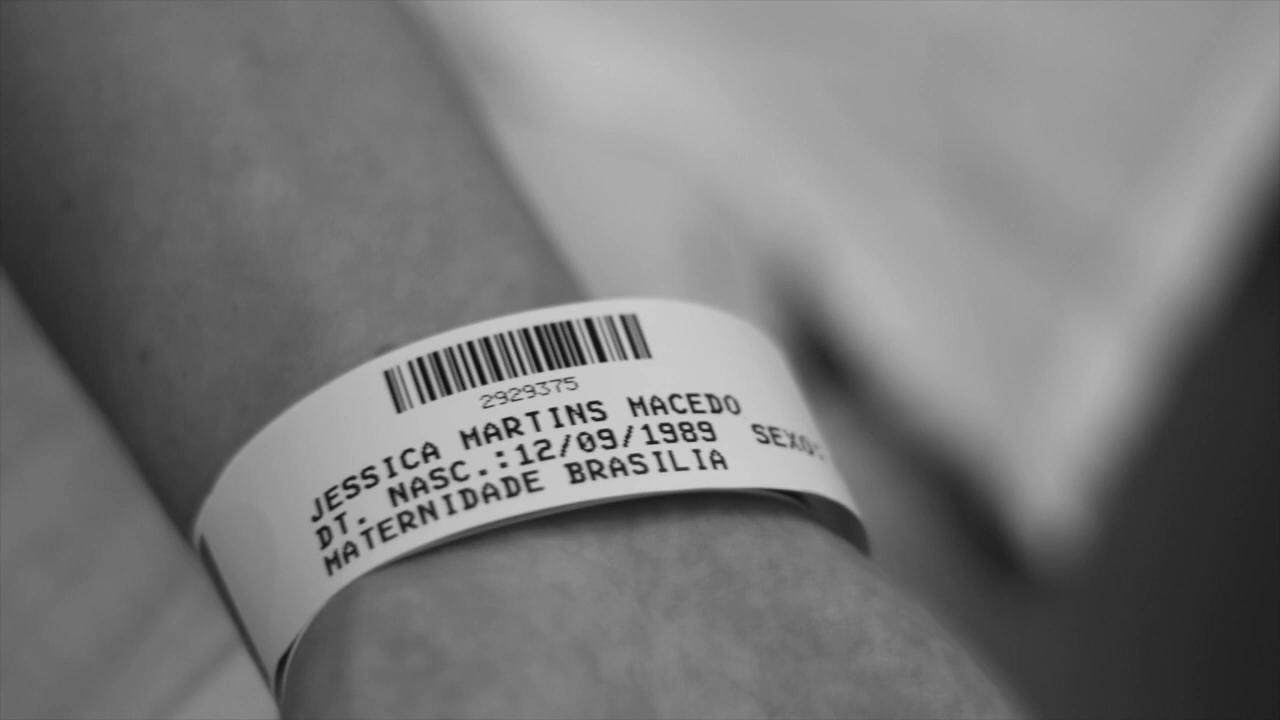 2929375
JESSICA MARTINS MACEDO
DT. NASC.:12/09/1989 SEXO:
MATERNIDADE BRASILIA